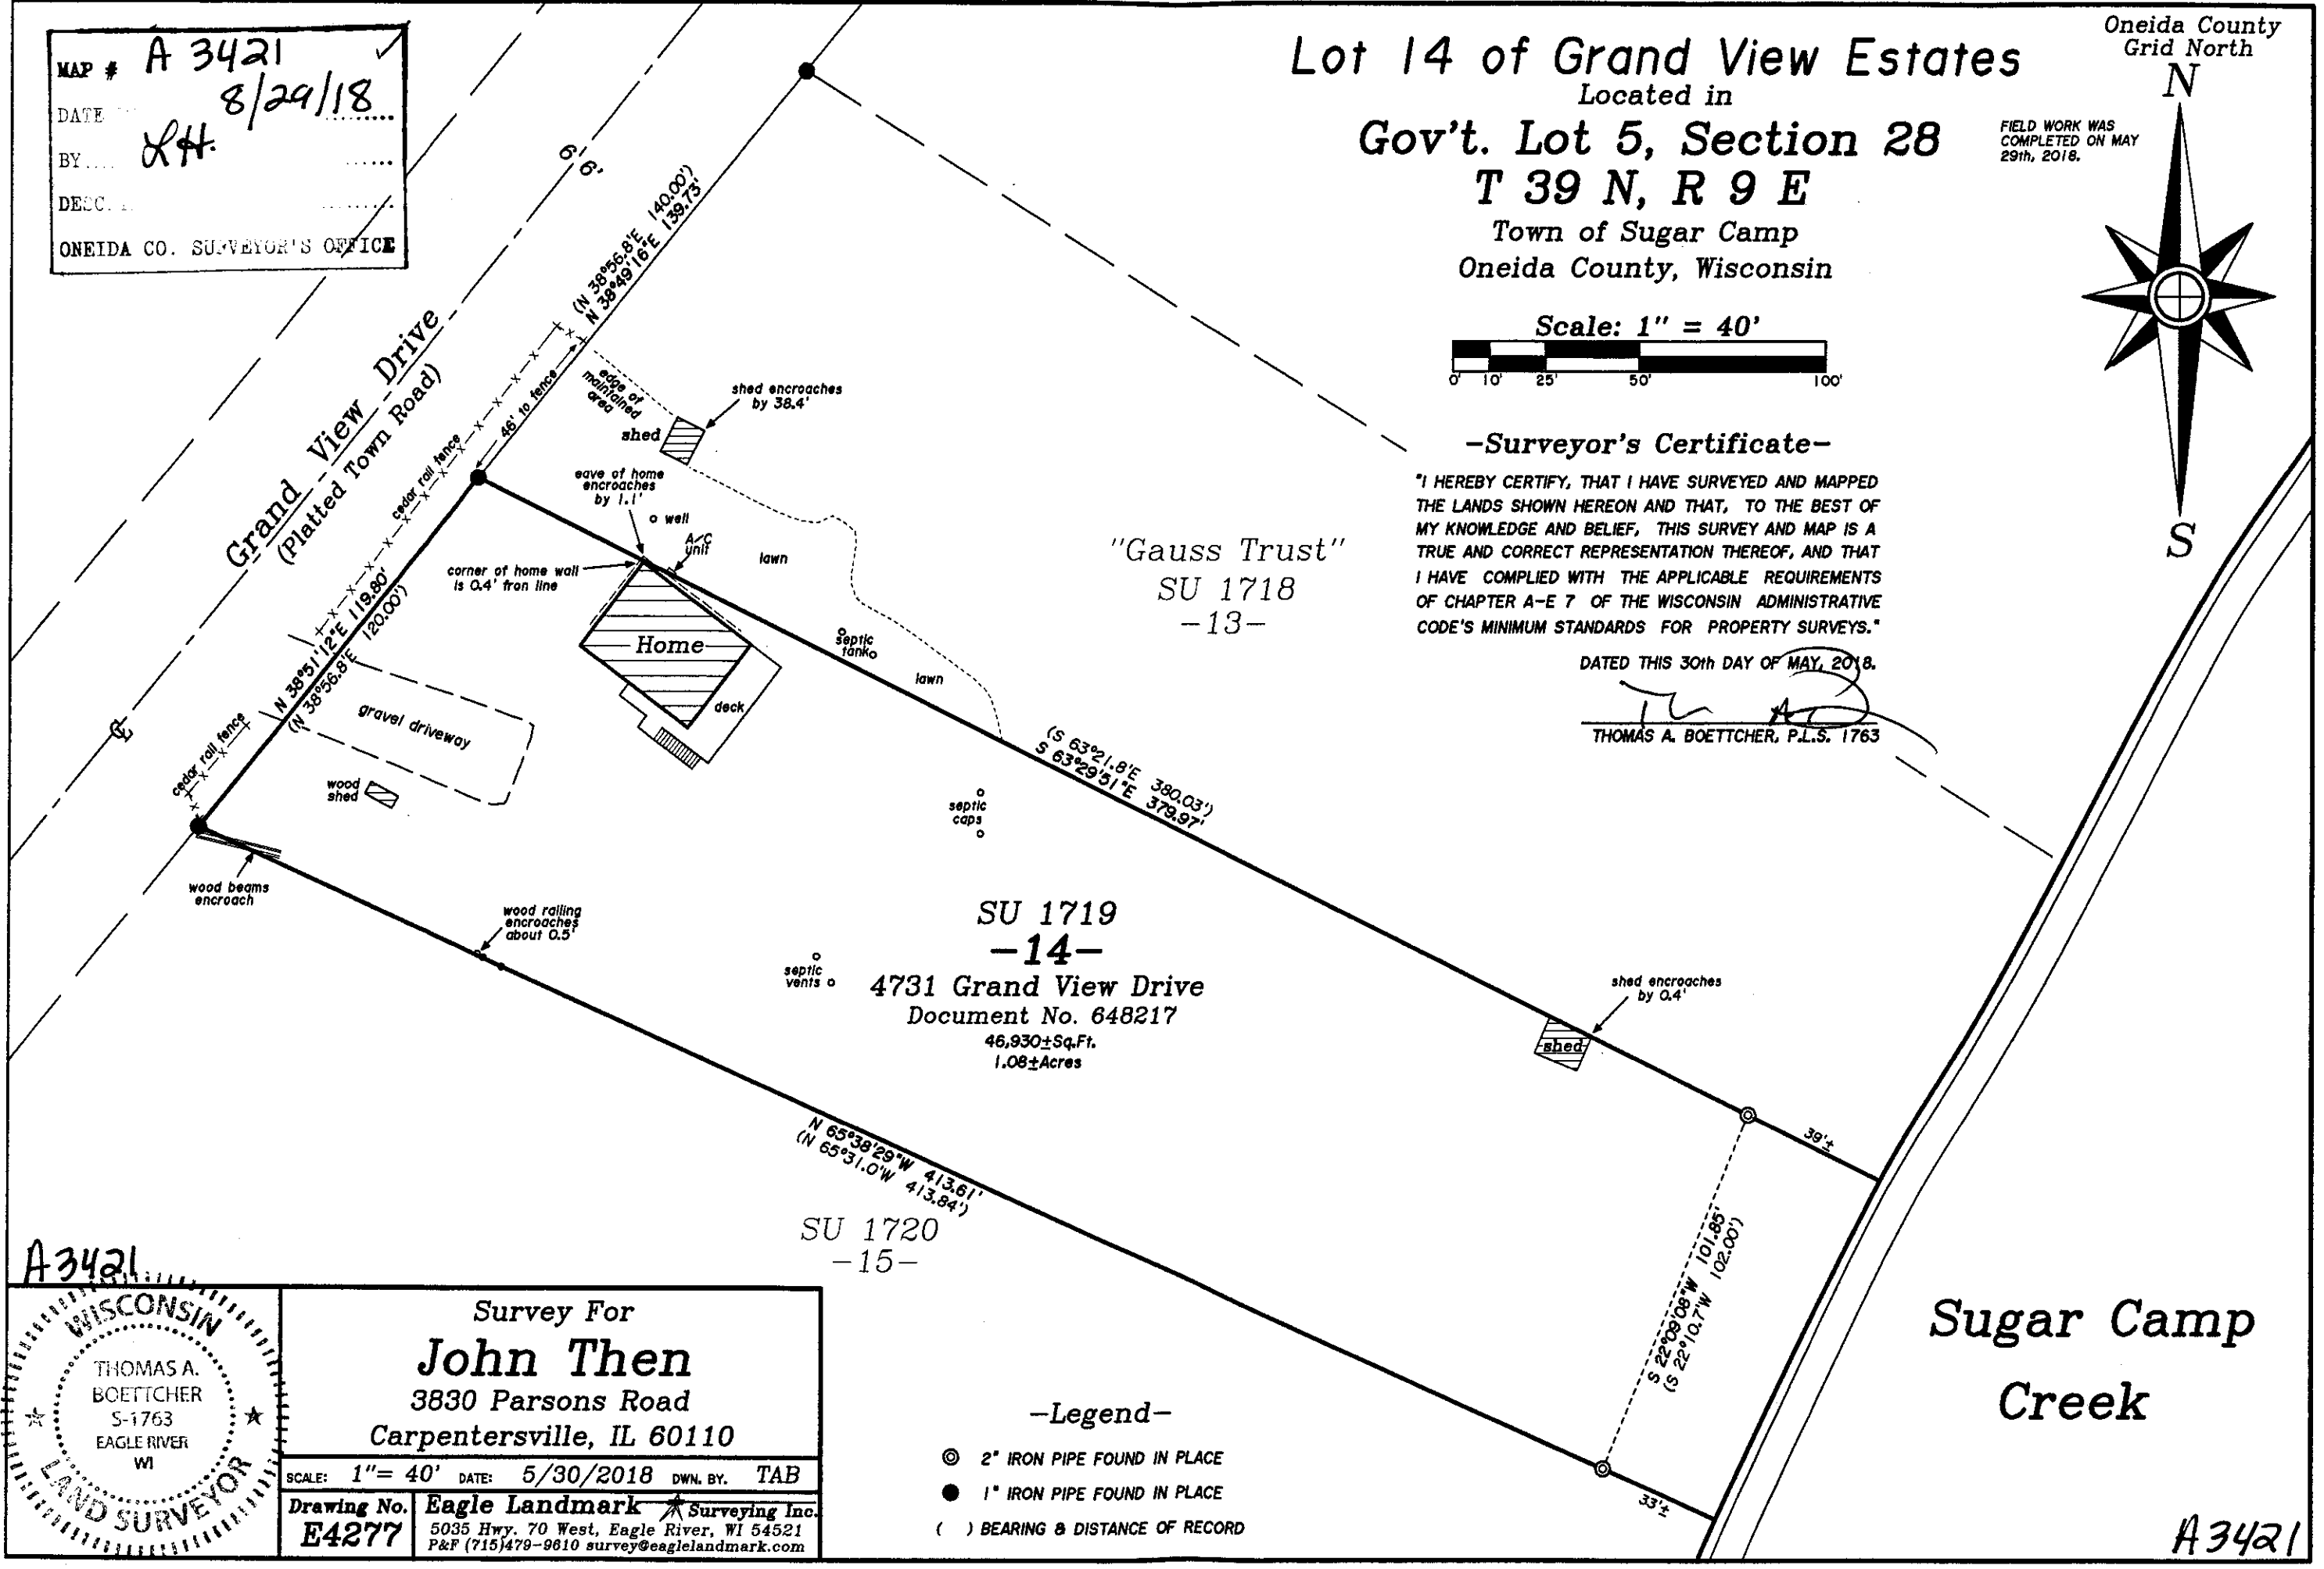 MAP # A 3421
DATE 8/29/18
BY.... LH.
DESC.
ONEIDA CO. SURVEYOR'S OFFICE
Lot 14 of Grand View Estates
Located in
Gov't. Lot 5, Section 28
T 39 N, R 9 E
Town of Sugar Camp
Oneida County, Wisconsin
Scale: 1" = 40'
0' 10' 25' 50' 100'
Oneida County
Grid North
N
S
FIELD WORK WAS
COMPLETED ON MAY
29th, 2018.
-Surveyor's Certificate-
"I HEREBY CERTIFY, THAT I HAVE SURVEYED AND MAPPED
THE LANDS SHOWN HEREON AND THAT, TO THE BEST OF
MY KNOWLEDGE AND BELIEF, THIS SURVEY AND MAP IS A
TRUE AND CORRECT REPRESENTATION THEREOF, AND THAT
I HAVE COMPLIED WITH THE APPLICABLE REQUIREMENTS
OF CHAPTER A-E 7 OF THE WISCONSIN ADMINISTRATIVE
CODE'S MINIMUM STANDARDS FOR PROPERTY SURVEYS."
DATED THIS 30th DAY OF MAY, 2018.
THOMAS A. BOETTCHER, P.L.S. 1763
66'
(N 38°56.8'E 140.00')
N 38°49'16"E 139.73'
Grand View Drive
(Platted Town Road)
46' to fence
cedar rail fence
edge of
maintained
area
shed
shed encroaches
by 38.4'
eave of home
encroaches
by 1.1'
well
A/C
unit
lawn
corner of home wall
is 0.4' fron line
Home
deck
septic
tank
lawn
N 38°51'12"E 119.80'
(N 38°56.8'E 120.00')
gravel driveway
cedar rail fence
wood
shed
wood beams
encroach
wood railing
encroaches
about 0.5'
septic
caps
septic
vents
"Gauss Trust"
SU 1718
-13-
(S 63°21.8'E 380.03')
S 63°29'51"E 379.97'
SU 1719
-14-
4731 Grand View Drive
Document No. 648217
46,930±Sq.Ft.
1.08±Acres
shed encroaches
by 0.4'
shed
39'±
N 65°38'29"W 413.61'
(N 65°31.0'W 413.84')
SU 1720
-15-
S 22°09'08"W 101.85'
(S 22°10.7'W 102.00')
33'±
Sugar Camp
Creek
A3421
WISCONSIN
THOMAS A.
BOETTCHER
S-1763
EAGLE RIVER
WI
LAND SURVEYOR
Survey For
John Then
3830 Parsons Road
Carpentersville, IL 60110
SCALE: 1"= 40' DATE: 5/30/2018 DWN. BY. TAB
Drawing No.
E4277
Eagle Landmark Surveying Inc.
5035 Hwy. 70 West, Eagle River, WI 54521
P&F (715)479-9610 survey@eaglelandmark.com
-Legend-
2" IRON PIPE FOUND IN PLACE
1" IRON PIPE FOUND IN PLACE
( ) BEARING & DISTANCE OF RECORD
A3421